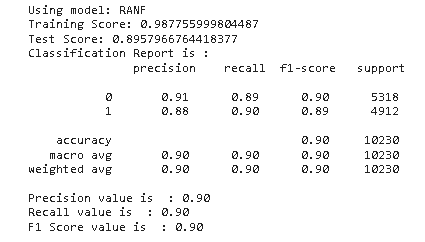 Using model: RANF
Training Score: 0.987755999804487
Test Score: 0.8957966764418377
Classification Report is :
precision recall f1-score support
0 0.91 0.89 0.90 5318
1 0.88 0.90 0.89 4912
accuracy 0.90 10230
macro avg 0.90 0.90 0.90 10230
weighted avg 0.90 0.90 0.90 10230
Precision value is : 0.90
Recall value is : 0.90
F1 Score value is : 0.90